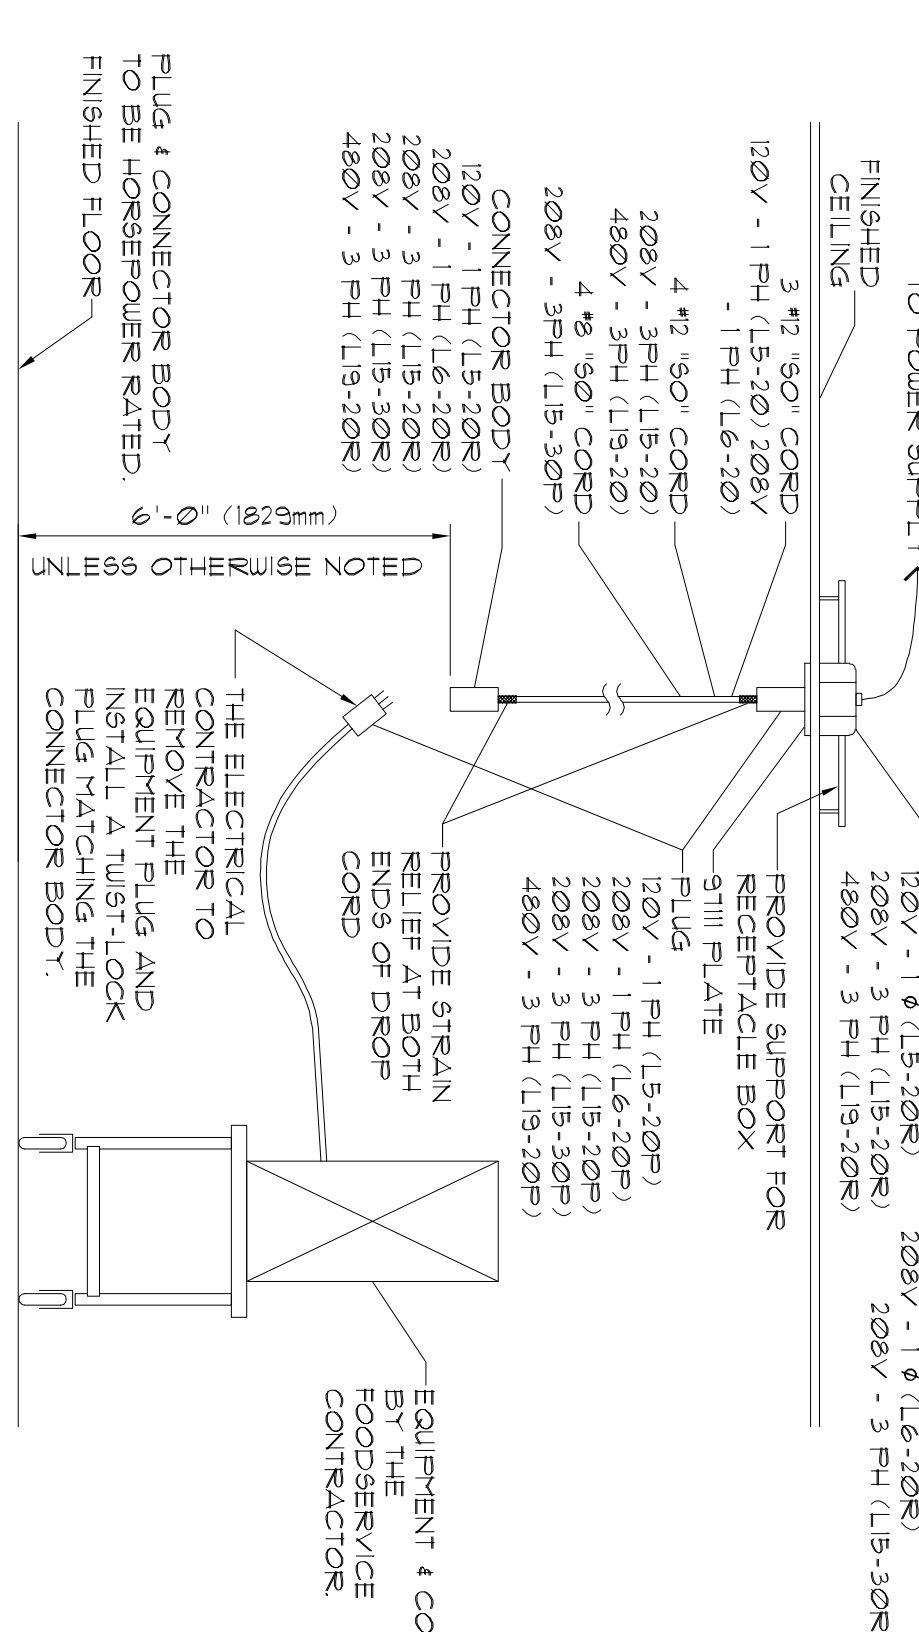 TO POWER SUPPLY
FINISHED
CEILING
3 #12 "SO" CORD
120V - 1 PH (L5-20) 208V
- 1 PH (L6-20)
4 #12 "SO" CORD
208V - 3PH (L15-20)
480V - 3PH (L19-20)
4 #8 "SO" CORD
208V - 3PH (L15-30P)
CONNECTOR BODY
120V - 1 PH (L5-20R)
208V - 1 PH (L6-20R)
208V - 3 PH (L15-20R)
208V - 3 PH (L15-30R)
480V - 3 PH (L19-20R)
PLUG & CONNECTOR BODY
TO BE HORSEPOWER RATED.
FINISHED FLOOR
6'-0" (1829mm)
UNLESS OTHERWISE NOTED
120V - 1 Ø (L5-20R)
208V - 1 Ø (L6-20R)
208V - 3 PH (L15-20R)
208V - 3 PH (L15-30R
480V - 3 PH (L19-20R)
PROVIDE SUPPORT FOR
RECEPTACLE BOX
97111 PLATE
PLUG
120V - 1 PH (L5-20P)
208V - 1 PH (L6-20P)
208V - 3 PH (L15-20P)
208V - 3 PH (L15-30P)
480V - 3 PH (L19-20P)
PROVIDE STRAIN
RELIEF AT BOTH
ENDS OF DROP
CORD
THE ELECTRICAL
CONTRACTOR TO
REMOVE THE
EQUIPMENT PLUG AND
INSTALL A TWIST-LOCK
PLUG MATCHING THE
CONNECTOR BODY.
EQUIPMENT & CO
BY THE
FOODSERVICE
CONTRACTOR.